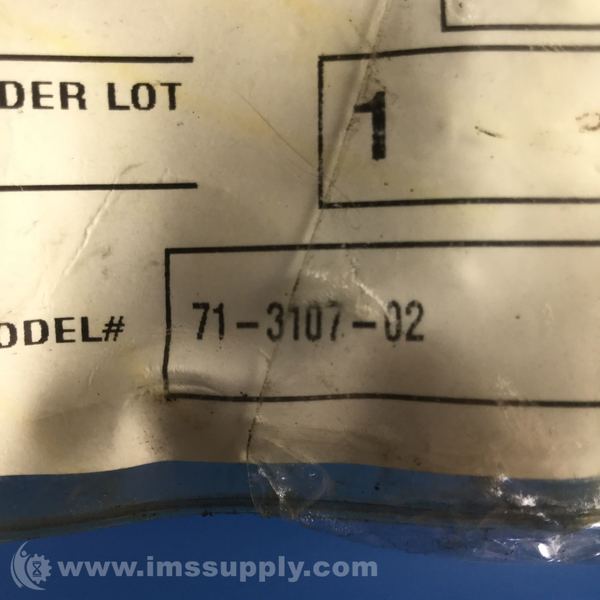 DER LOT
1
ODEL#
71-3107-02
www.imssupply.com